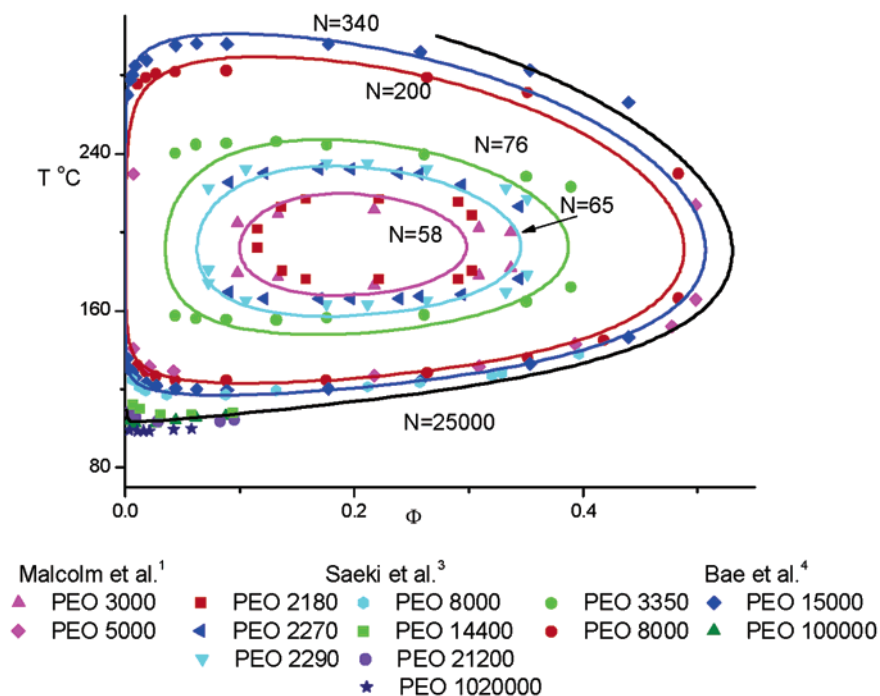 N=340
N=200
240
T °C
N=76
N=65
N=58
160
N=25000
80
0.0 0.2 0.4
Φ
Malcolm et al.¹ Saeki et al.³ Bae et al.⁴
PEO 3000 PEO 2180 PEO 8000 PEO 3350 PEO 15000
PEO 5000 PEO 2270 PEO 14400 PEO 8000 PEO 100000
PEO 2290 PEO 21200
PEO 1020000